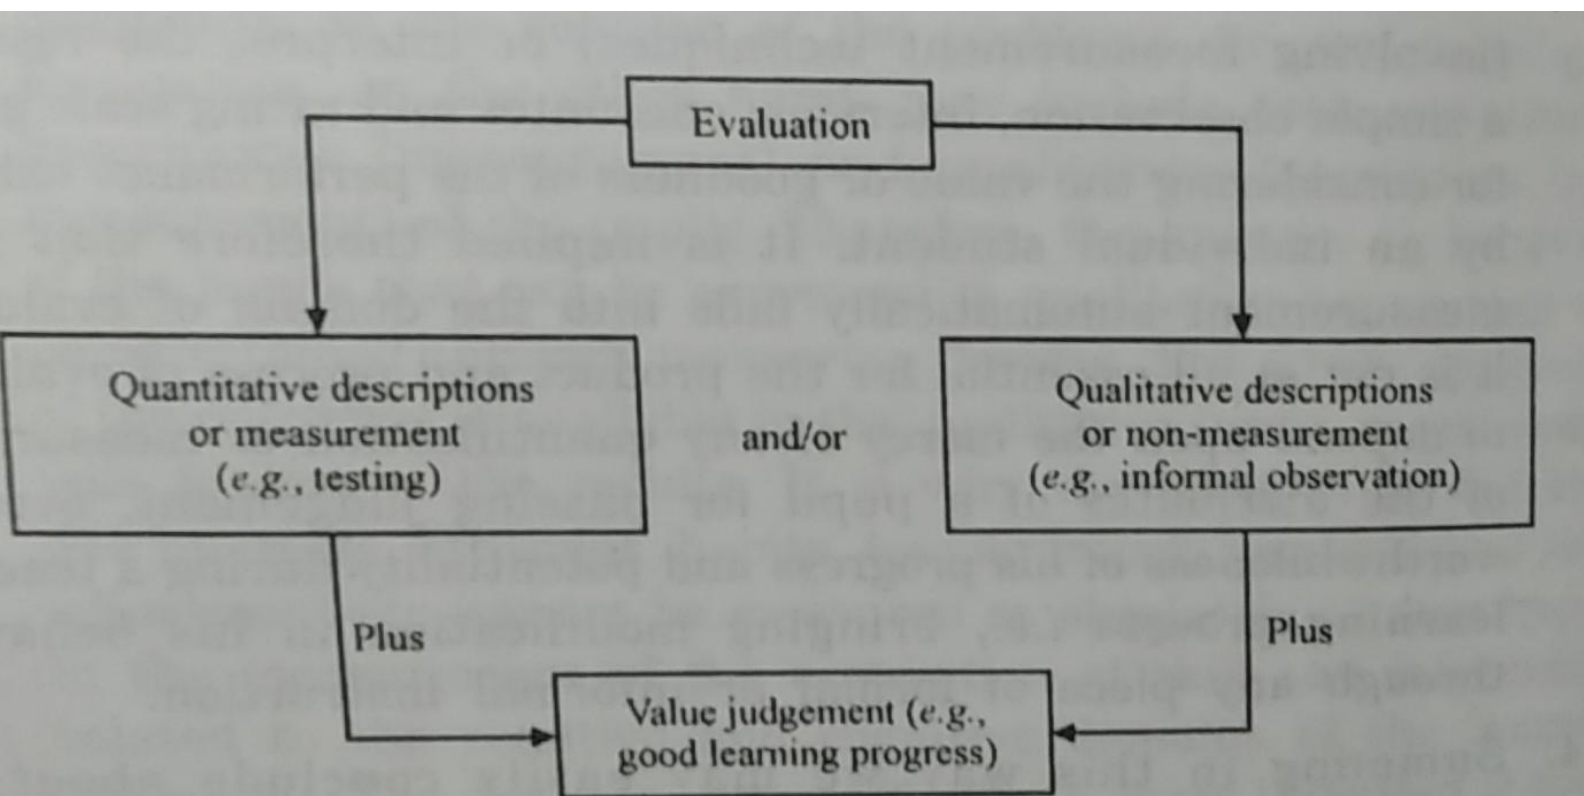 Evaluation
Quantitative descriptions
or measurement
(e.g., testing)
and/or
Qualitative descriptions
or non-measurement
(e.g., informal observation)
Plus
Plus
Value judgement (e.g.,
good learning progress)